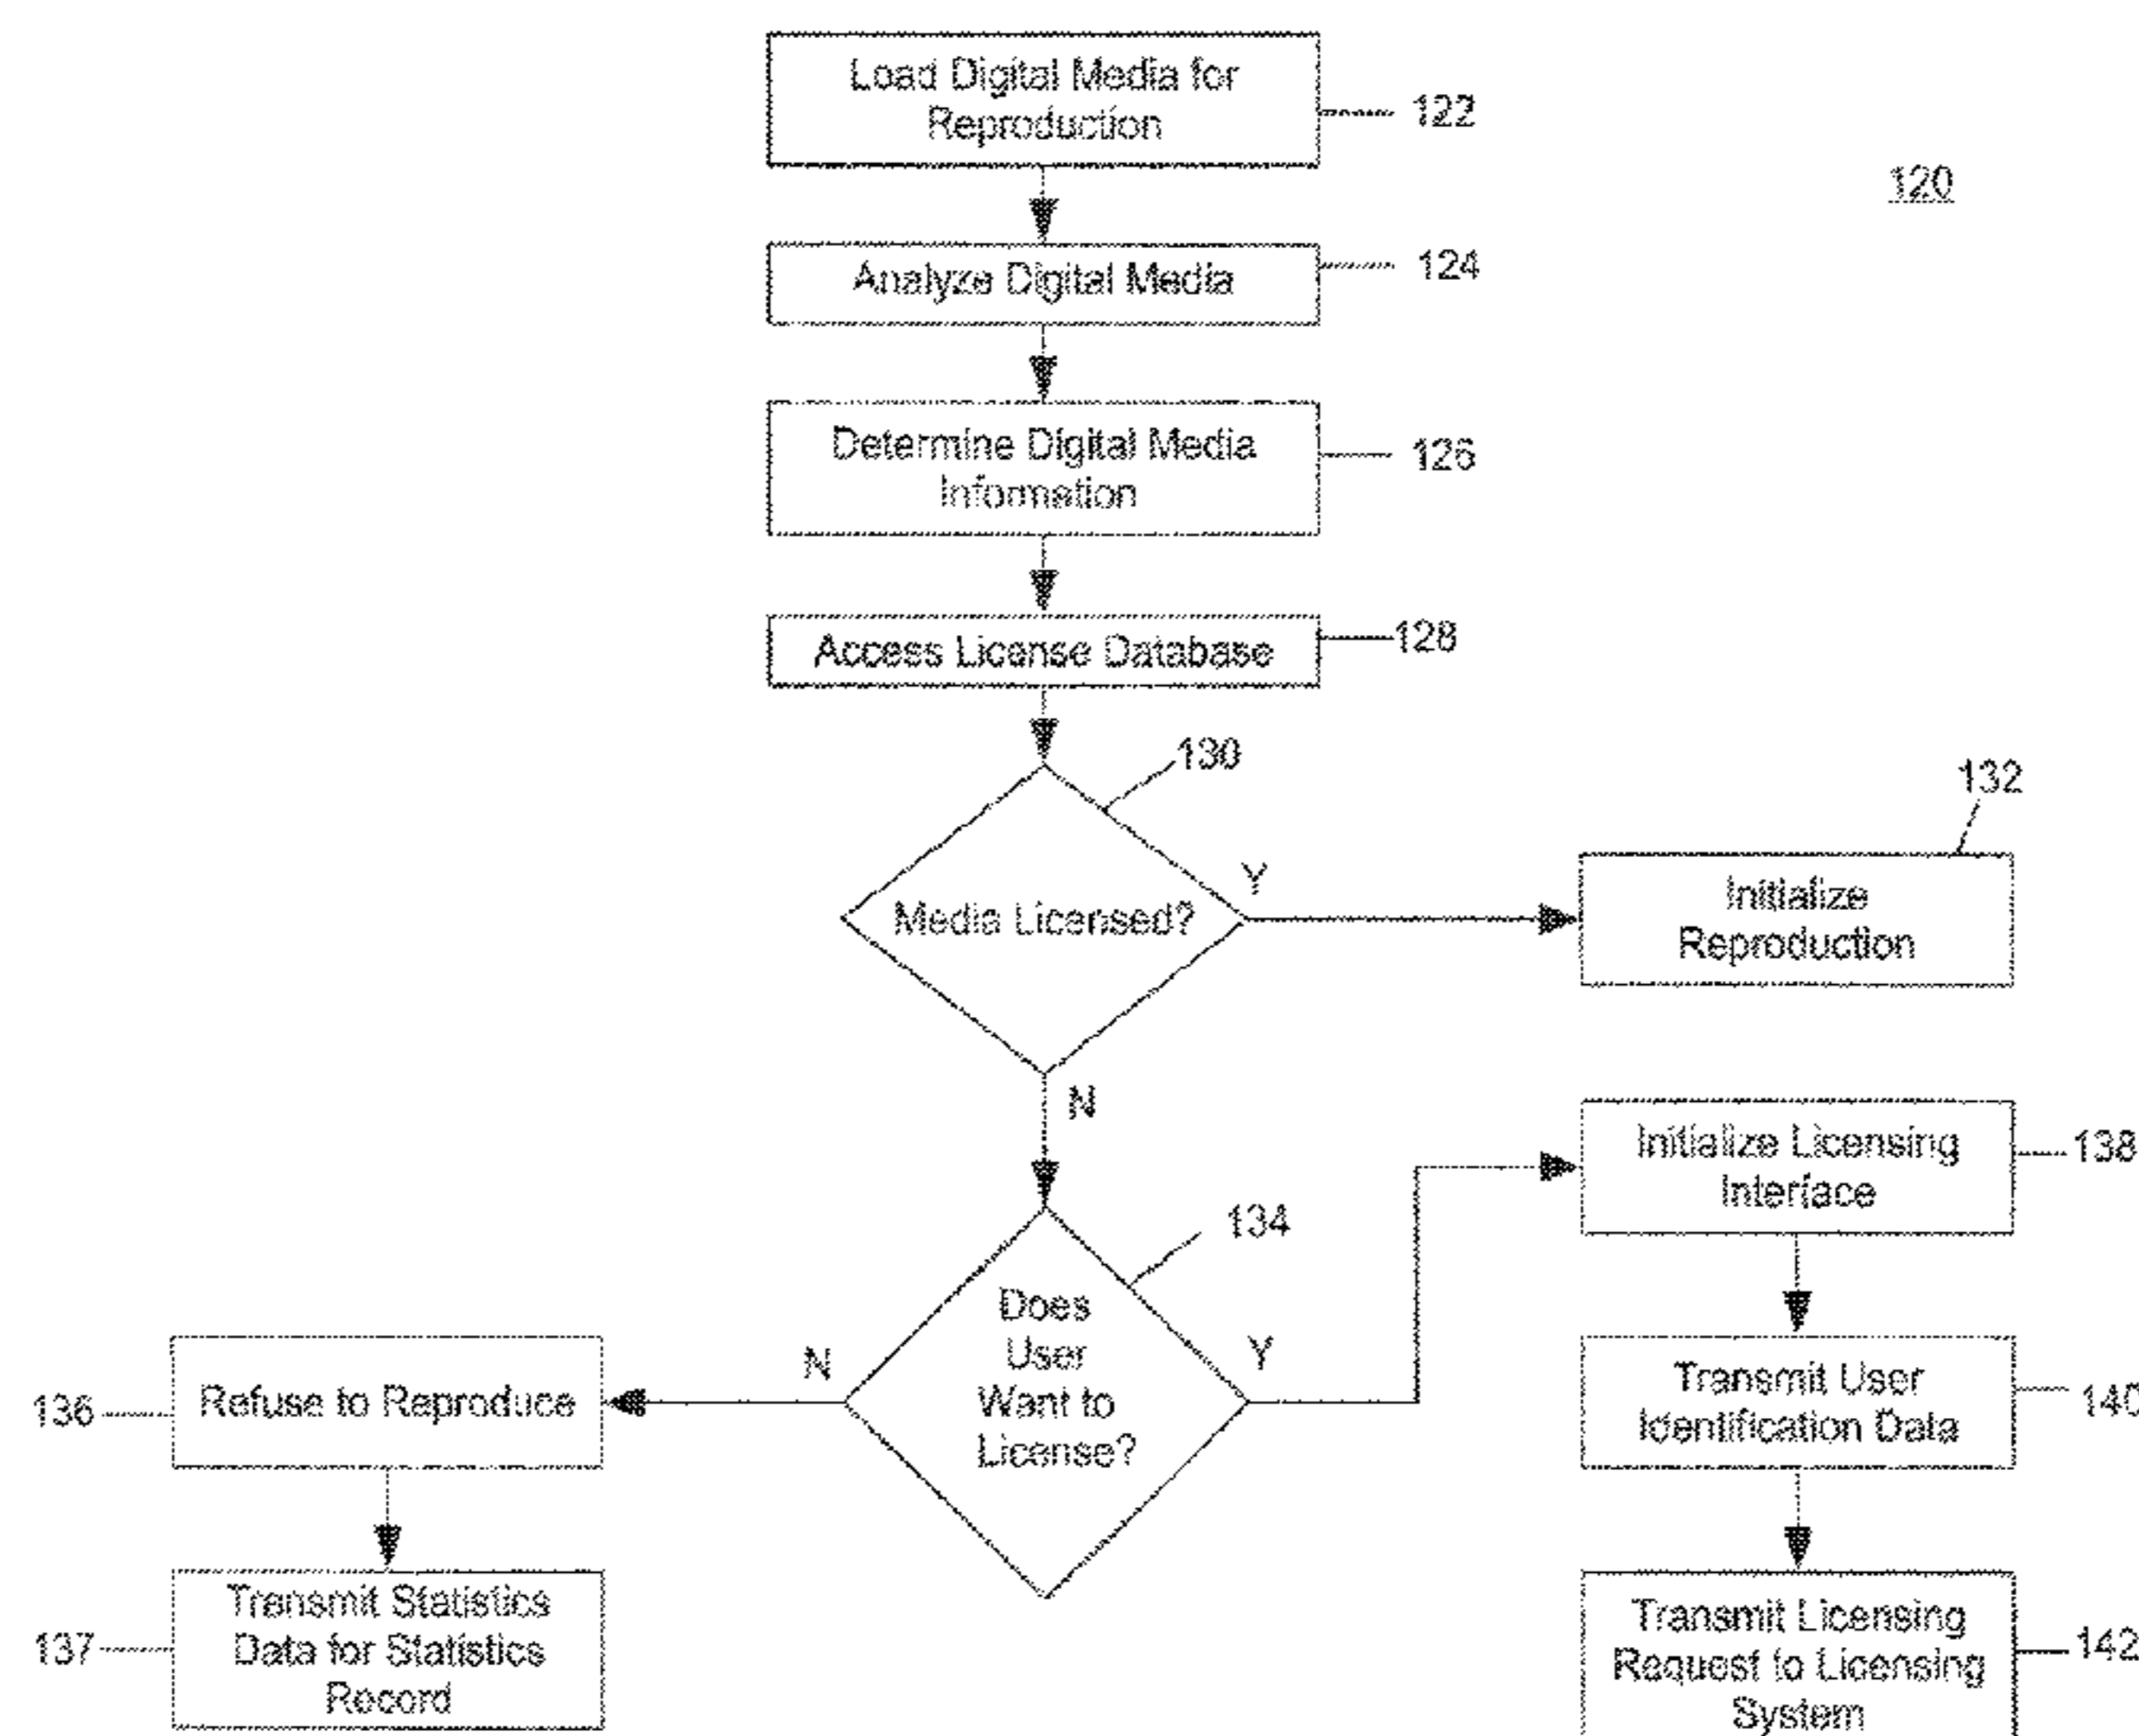 Load Digital Media for
Reproduction
122
120
Analyze Digital Media
124
Determine Digital Media
Information
126
Access License Database
128
130
132
Media Licensed?
Y
Initialize
Reproduction
N
Initialize Licensing
Interface
138
134
Does
User
Want to
License?
N
Y
136
Refuse to Reproduce
Transmit User
Identification Data
140
137
Transmit Statistics
Data for Statistics
Record
Transmit Licensing
Request to Licensing
System
142